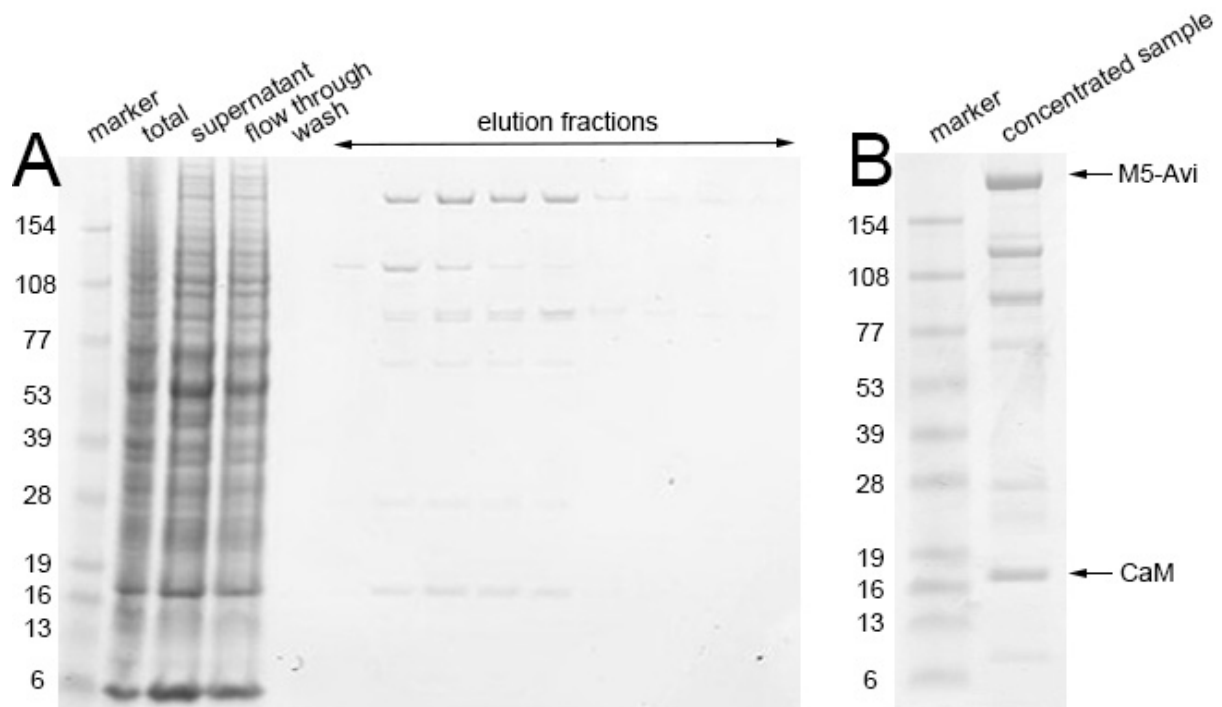 A
marker
total
supernatant
flow through
wash
elution fractions
154
108
77
53
39
28
19
16
13
6
B
marker
concentrated sample
M5-Avi
154
108
77
53
39
28
19
16
13
6
CaM